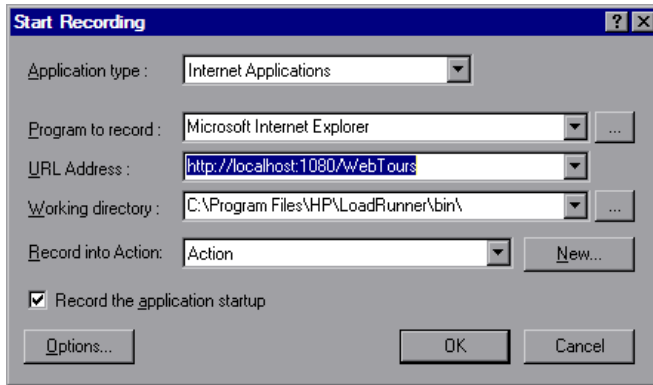 Start Recording
Application type : Internet Applications
Program to record : Microsoft Internet Explorer ...
URL Address : http://localhost:1080/WebTours
Working directory : C:\Program Files\HP\LoadRunner\bin\ ...
Record into Action: Action New...
Record the application startup
Options... OK Cancel